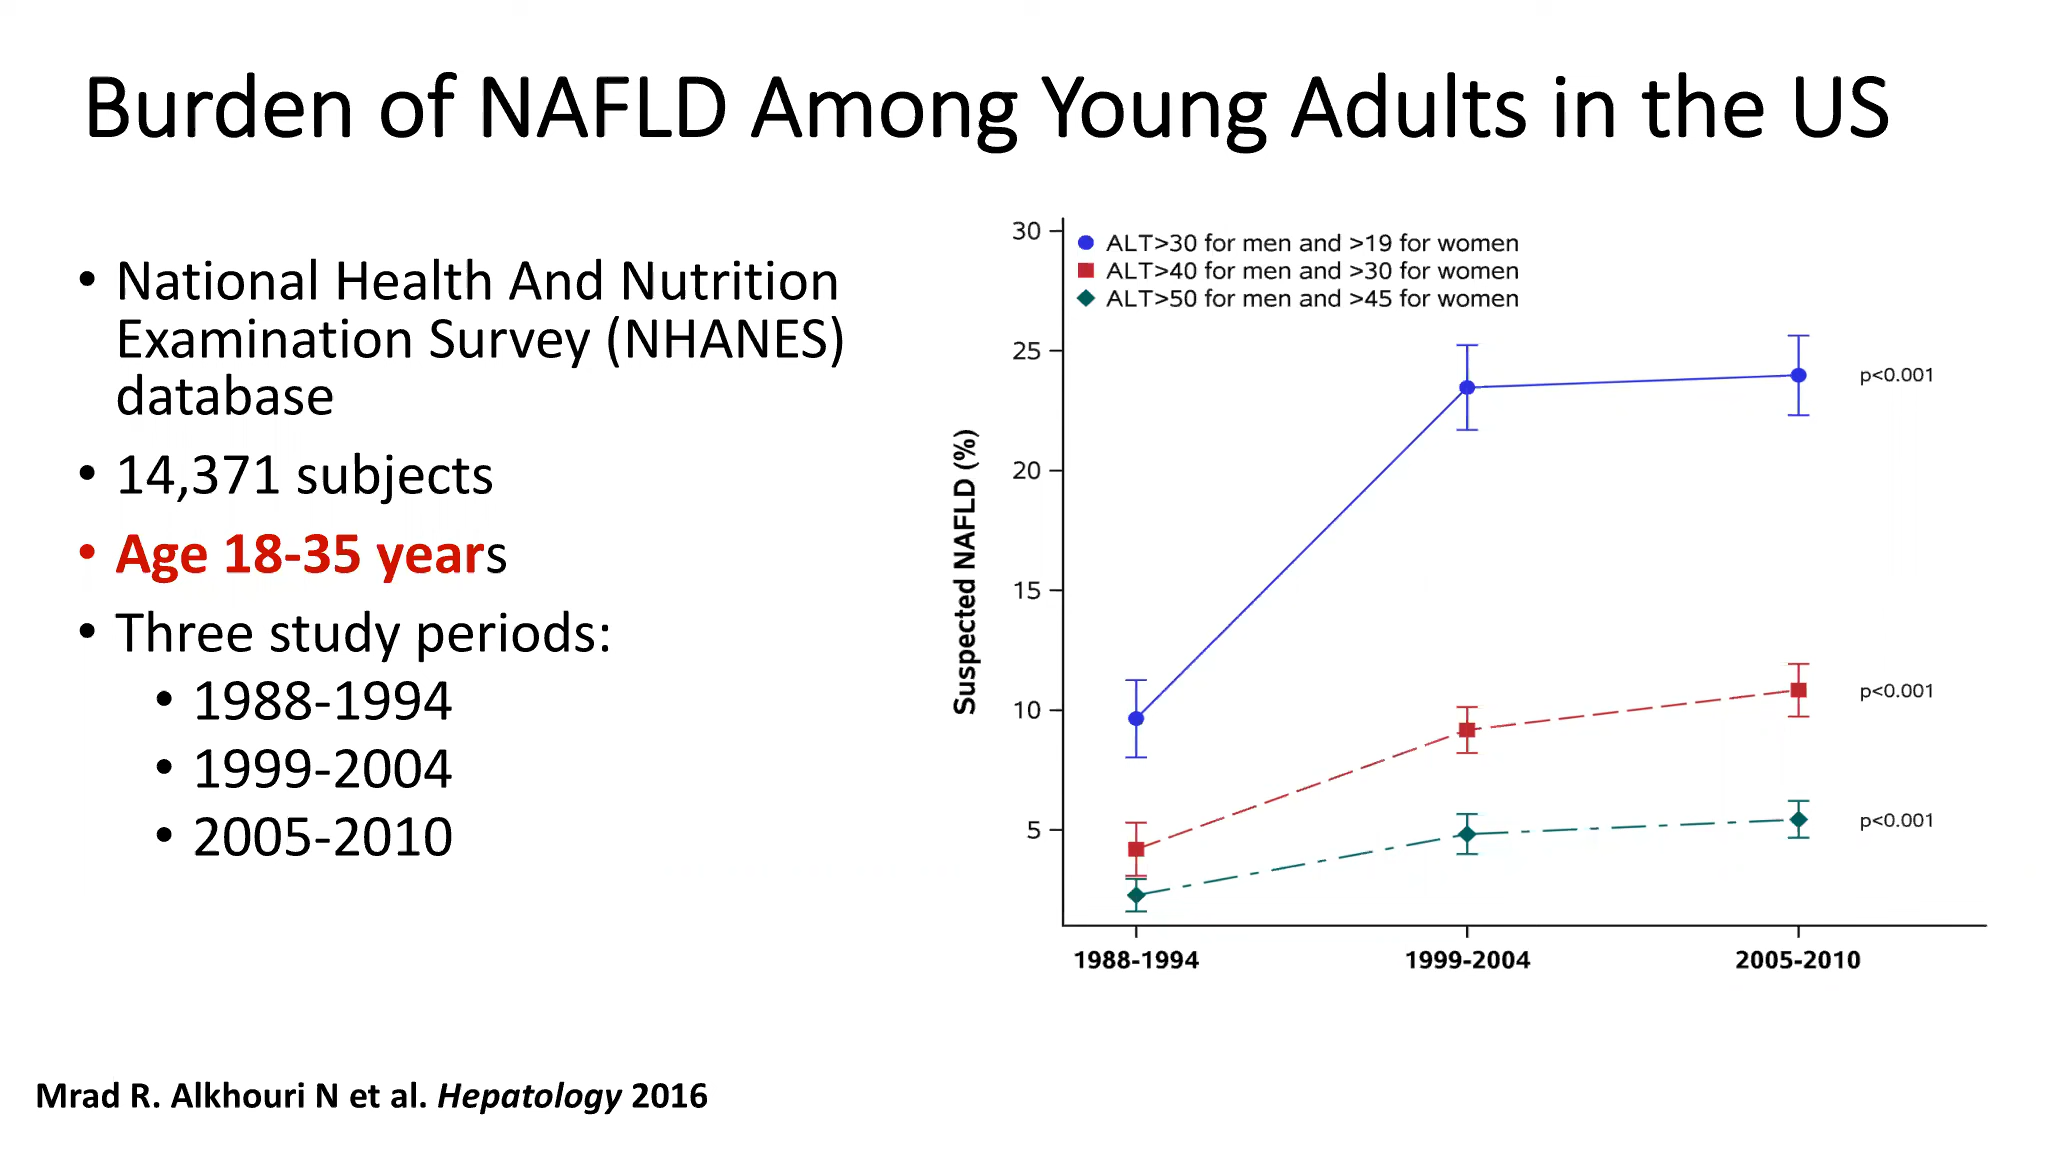 Burden of NAFLD Among Young Adults in the US
• National Health And Nutrition
Examination Survey (NHANES)
database
• 14,371 subjects
• Age 18-35 years
• Three study periods:
• 1988-1994
• 1999-2004
• 2005-2010
Suspected NAFLD (%)
30
25
20
15
10
5
ALT>30 for men and >19 for women
ALT>40 for men and >30 for women
ALT>50 for men and >45 for women
p<0.001
p<0.001
p<0.001
1988-1994 1999-2004 2005-2010
Mrad R. Alkhouri N et al. Hepatology 2016